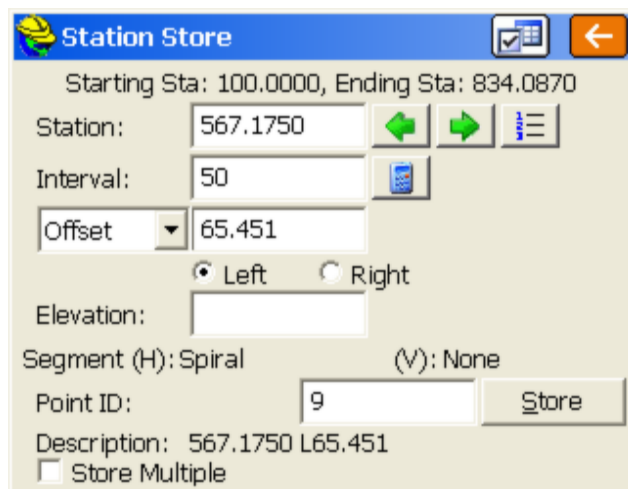 Station Store
Starting Sta: 100.0000, Ending Sta: 834.0870
Station: 567.1750
Interval: 50
Offset 65.451
Left Right
Elevation:
Segment (H): Spiral (V): None
Point ID: 9 Store
Description: 567.1750 L65.451
Store Multiple